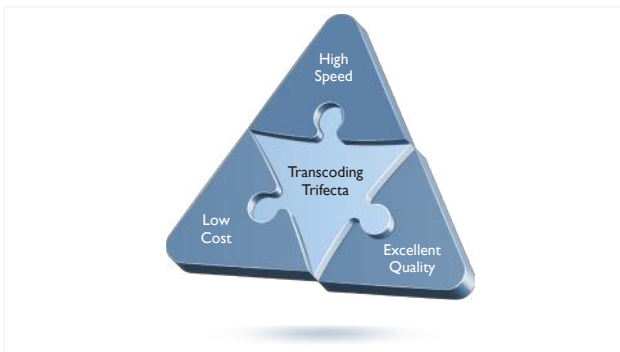 High
Speed
Transcoding
Trifecta
Low
Cost
Excellent
Quality